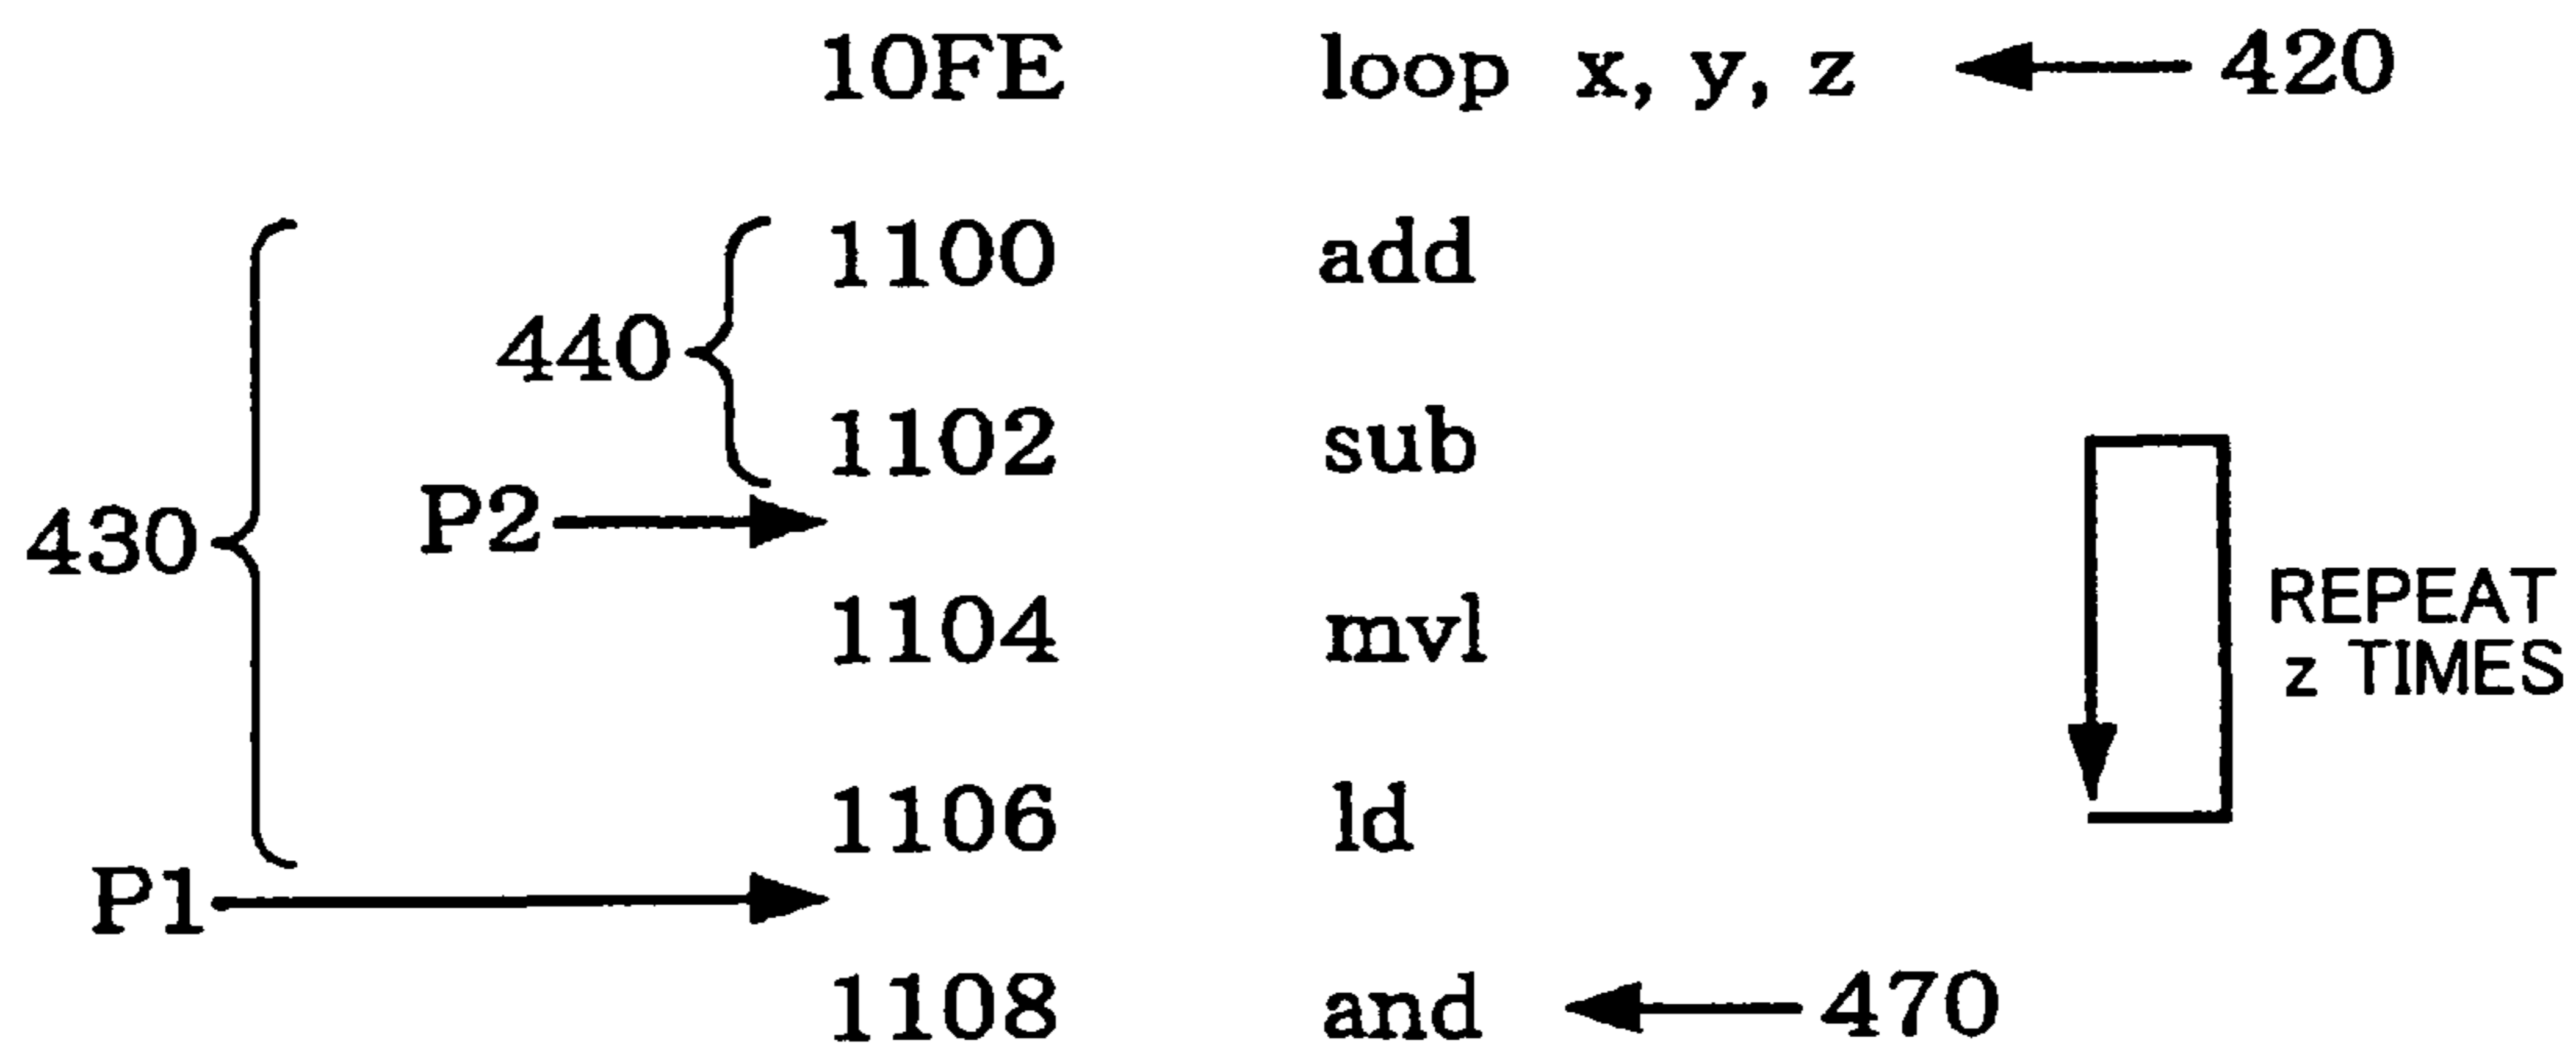 10FE loop x, y, z 420
1100 add
440
1102 sub
P2
430
1104 mvl
REPEAT
z TIMES
1106 ld
P1
1108 and 470